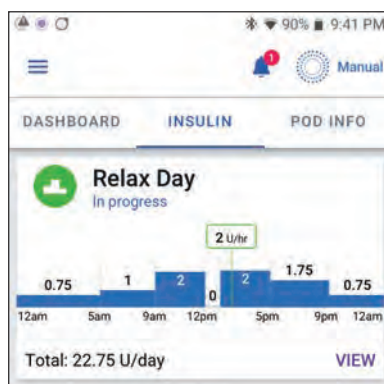 90% 9:41 PM
1
Manual
DASHBOARD INSULIN POD INFO
Relax Day
In progress
2 U/hr
0.75 1 2 0 2 1.75 0.75
12am 5am 9am 12pm 5pm 9pm 12am
Total: 22.75 U/day VIEW